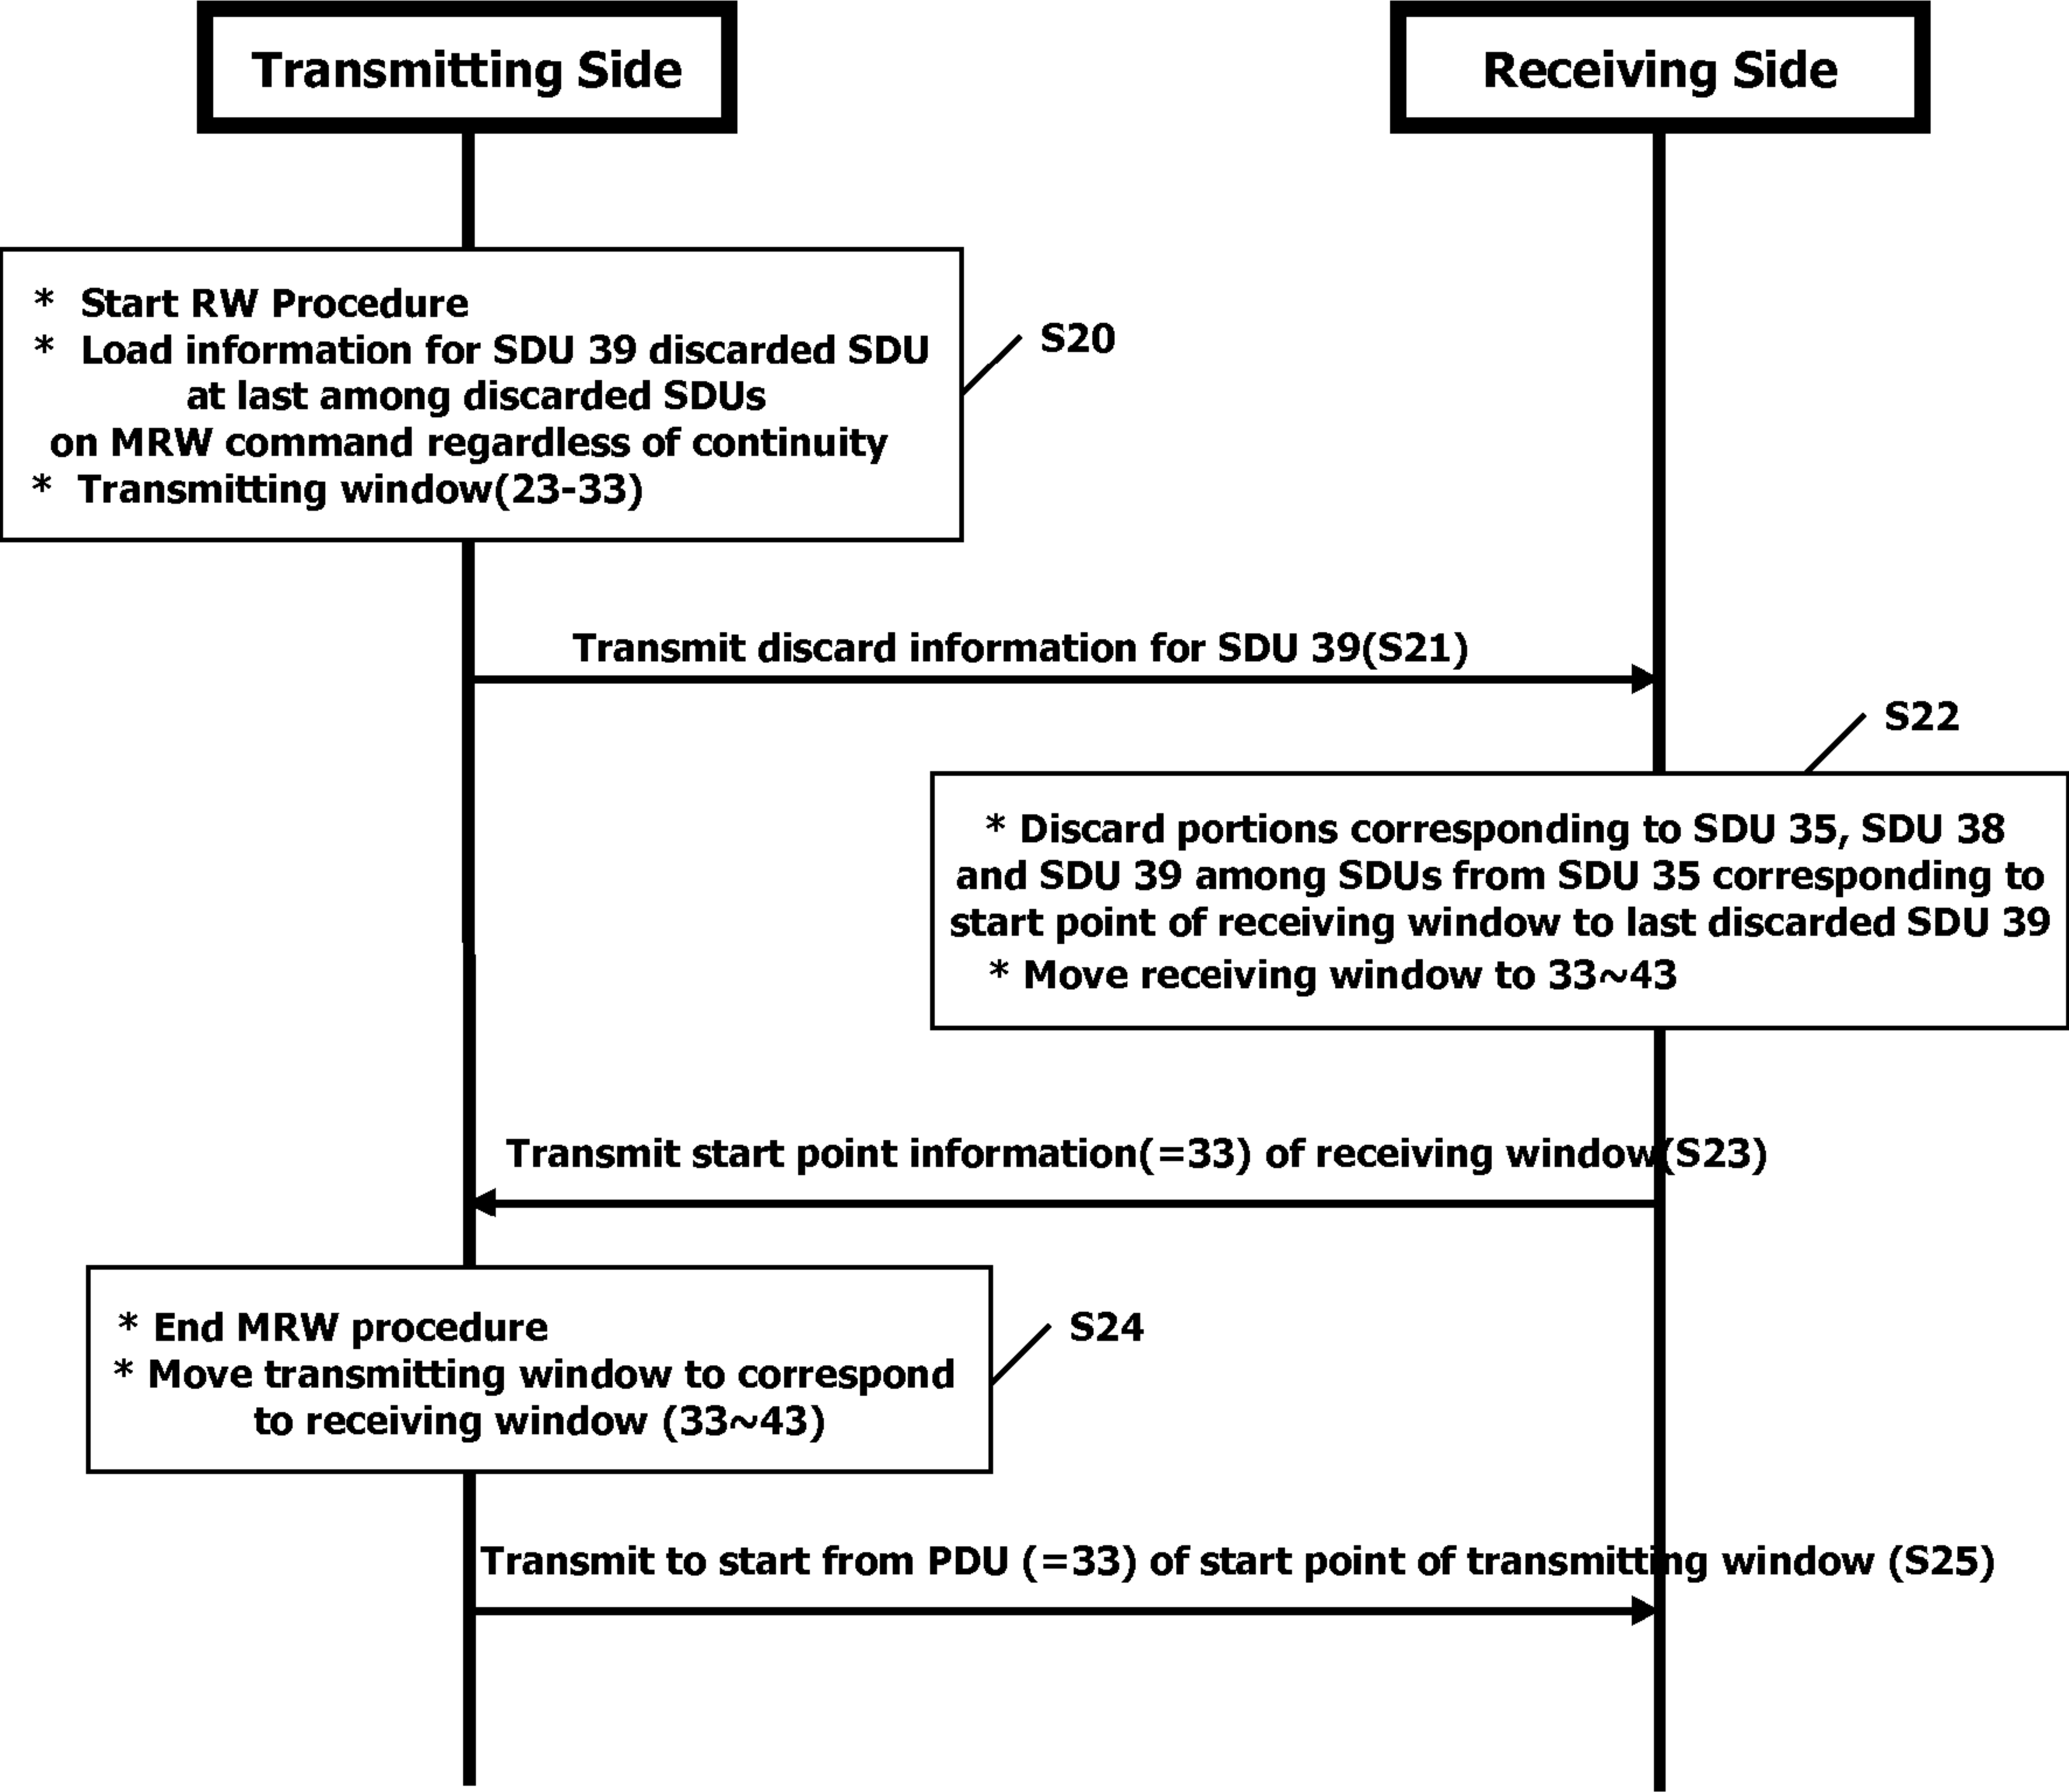 Transmitting Side
Receiving Side
* Start RW Procedure
* Load information for SDU 39 discarded SDU
at last among discarded SDUs
on MRW command regardless of continuity
* Transmitting window(23-33)
S20
Transmit discard information for SDU 39(S21)
S22
* Discard portions corresponding to SDU 35, SDU 38
and SDU 39 among SDUs from SDU 35 corresponding to
start point of receiving window to last discarded SDU 39
* Move receiving window to 33~43
Transmit start point information(=33) of receiving window(S23)
* End MRW procedure
* Move transmitting window to correspond
to receiving window (33~43)
S24
Transmit to start from PDU (=33) of start point of transmitting window (S25)